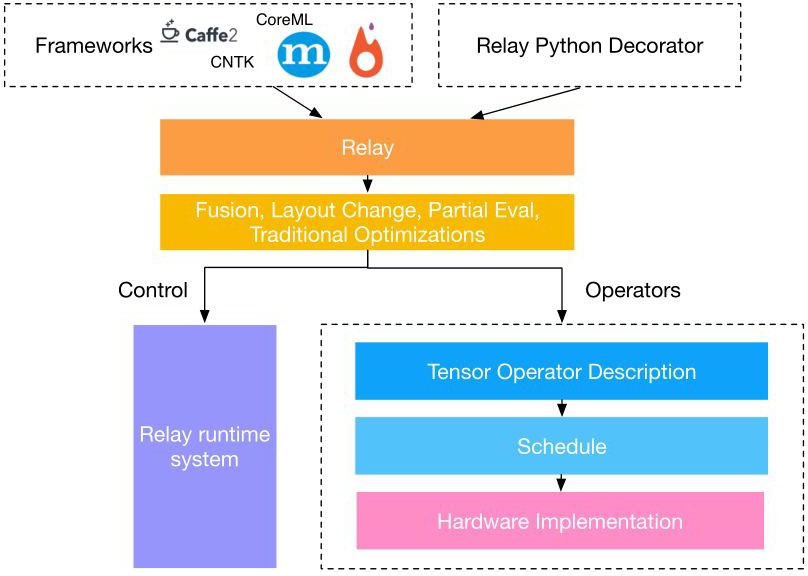 Frameworks
Caffe2
CoreML
CNTK
m
Relay Python Decorator
Relay
Fusion, Layout Change, Partial Eval,
Traditional Optimizations
Control
Operators
Relay runtime
system
Tensor Operator Description
Schedule
Hardware Implementation